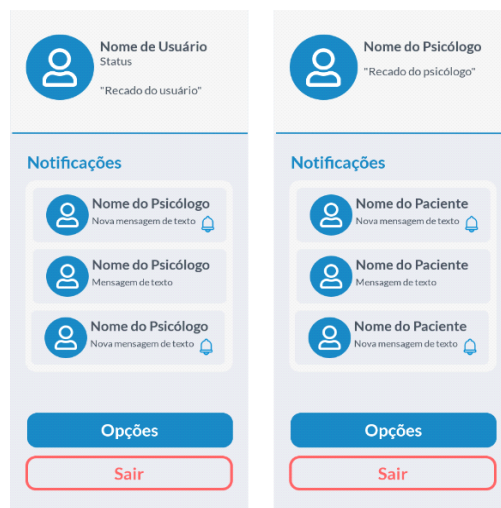 Nome de Usuário
Status
"Recado do usuário"
Notificações
Nome do Psicólogo
Nova mensagem de texto
Nome do Psicólogo
Mensagem de texto
Nome do Psicólogo
Nova mensagem de texto
Opções
Sair
Nome do Psicólogo
"Recado do psicólogo"
Notificações
Nome do Paciente
Nova mensagem de texto
Nome do Paciente
Mensagem de texto
Nome do Paciente
Nova mensagem de texto
Opções
Sair